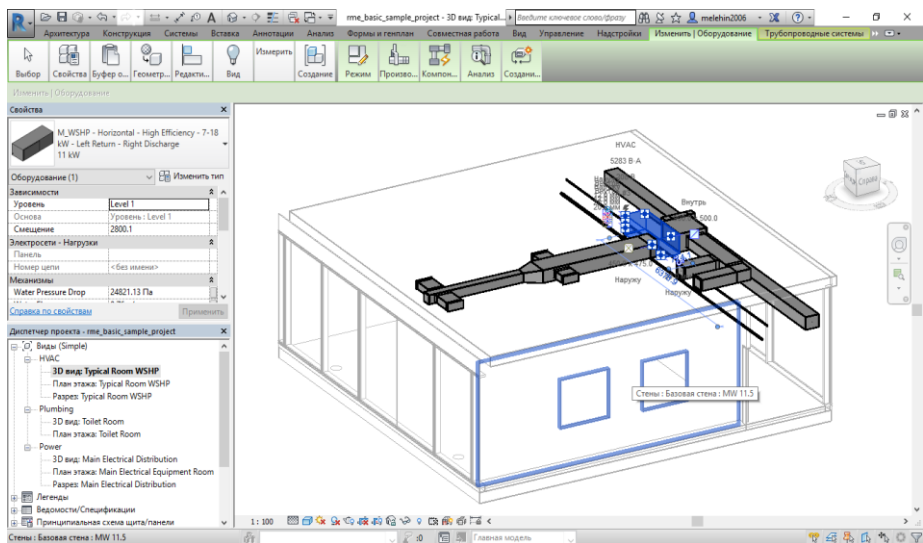 rme_basic_sample_project - 3D вид: Typical... Введите ключевое слово/фразу melehin2006
Архитектура Конструкция Системы Вставка Аннотации Анализ Формы и генплан Совместная работа Вид Управление Надстройки Изменить | Оборудование Трубопроводные системы
Измерить
Выбор Свойства Буфер о... Геометр... Редакти... Вид Создание Режим Произво... Компон... Анализ Создани...
Изменить | Оборудование
Свойства
M_WSHP - Horizontal - High Efficiency - 7-18
kW - Left Return - Right Discharge
11 kW
Оборудование (1) Изменить тип
Зависимости
Уровень Level 1
Основа Уровень : Level 1
Смещение 2800.1
Электросети - Нагрузки
Панель
Номер цепи <без имени>
Механизмы
Water Pressure Drop 24821.13 Па
Справка по свойствам Применить
Диспетчер проекта - rme_basic_sample_project
Виды (Simple)
HVAC
3D вид: Typical Room WSHP
План этажа: Typical Room WSHP
Разрез: Typical Room WSHP
Plumbing
3D вид: Toilet Room
План этажа: Toilet Room
Power
3D вид: Main Electrical Distribution
План этажа: Main Electrical Equipment Room
Разрез: Main Electrical Distribution
Легенды
Ведомости/Спецификации
Принципиальная схема щита/панели
HVAC
5283 В-А
Внутрь
500.0
Наружу
Наружу
Справа
Стены : Базовая стена : MW 11.5
1 : 100
Стены : Базовая стена : MW 11.5 :0 Главная модель